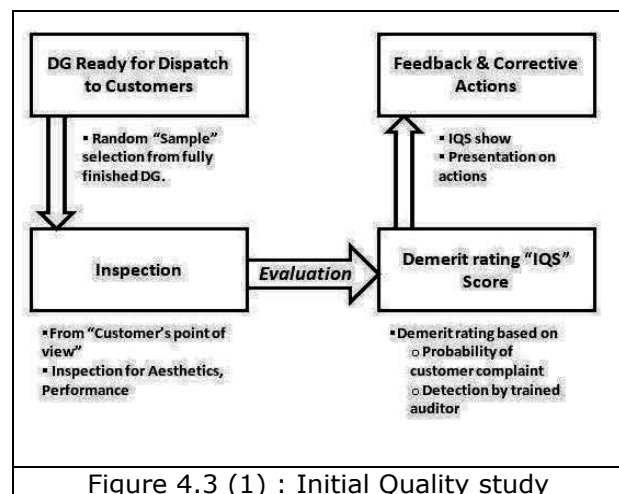 DG Ready for Dispatch
to Customers
▪ Random “Sample”
selection from fully
finished DG.
Inspection
▪From “Customer’s point of
view”
▪ Inspection for Aesthetics,
Performance
Evaluation
Feedback & Corrective
Actions
▪ IQS show
▪ Presentation on
actions
Demerit rating “IQS”
Score
▪Demerit rating based on
o Probability of
customer complaint
o Detection by trained
auditor
Figure 4.3 (1) : Initial Quality study